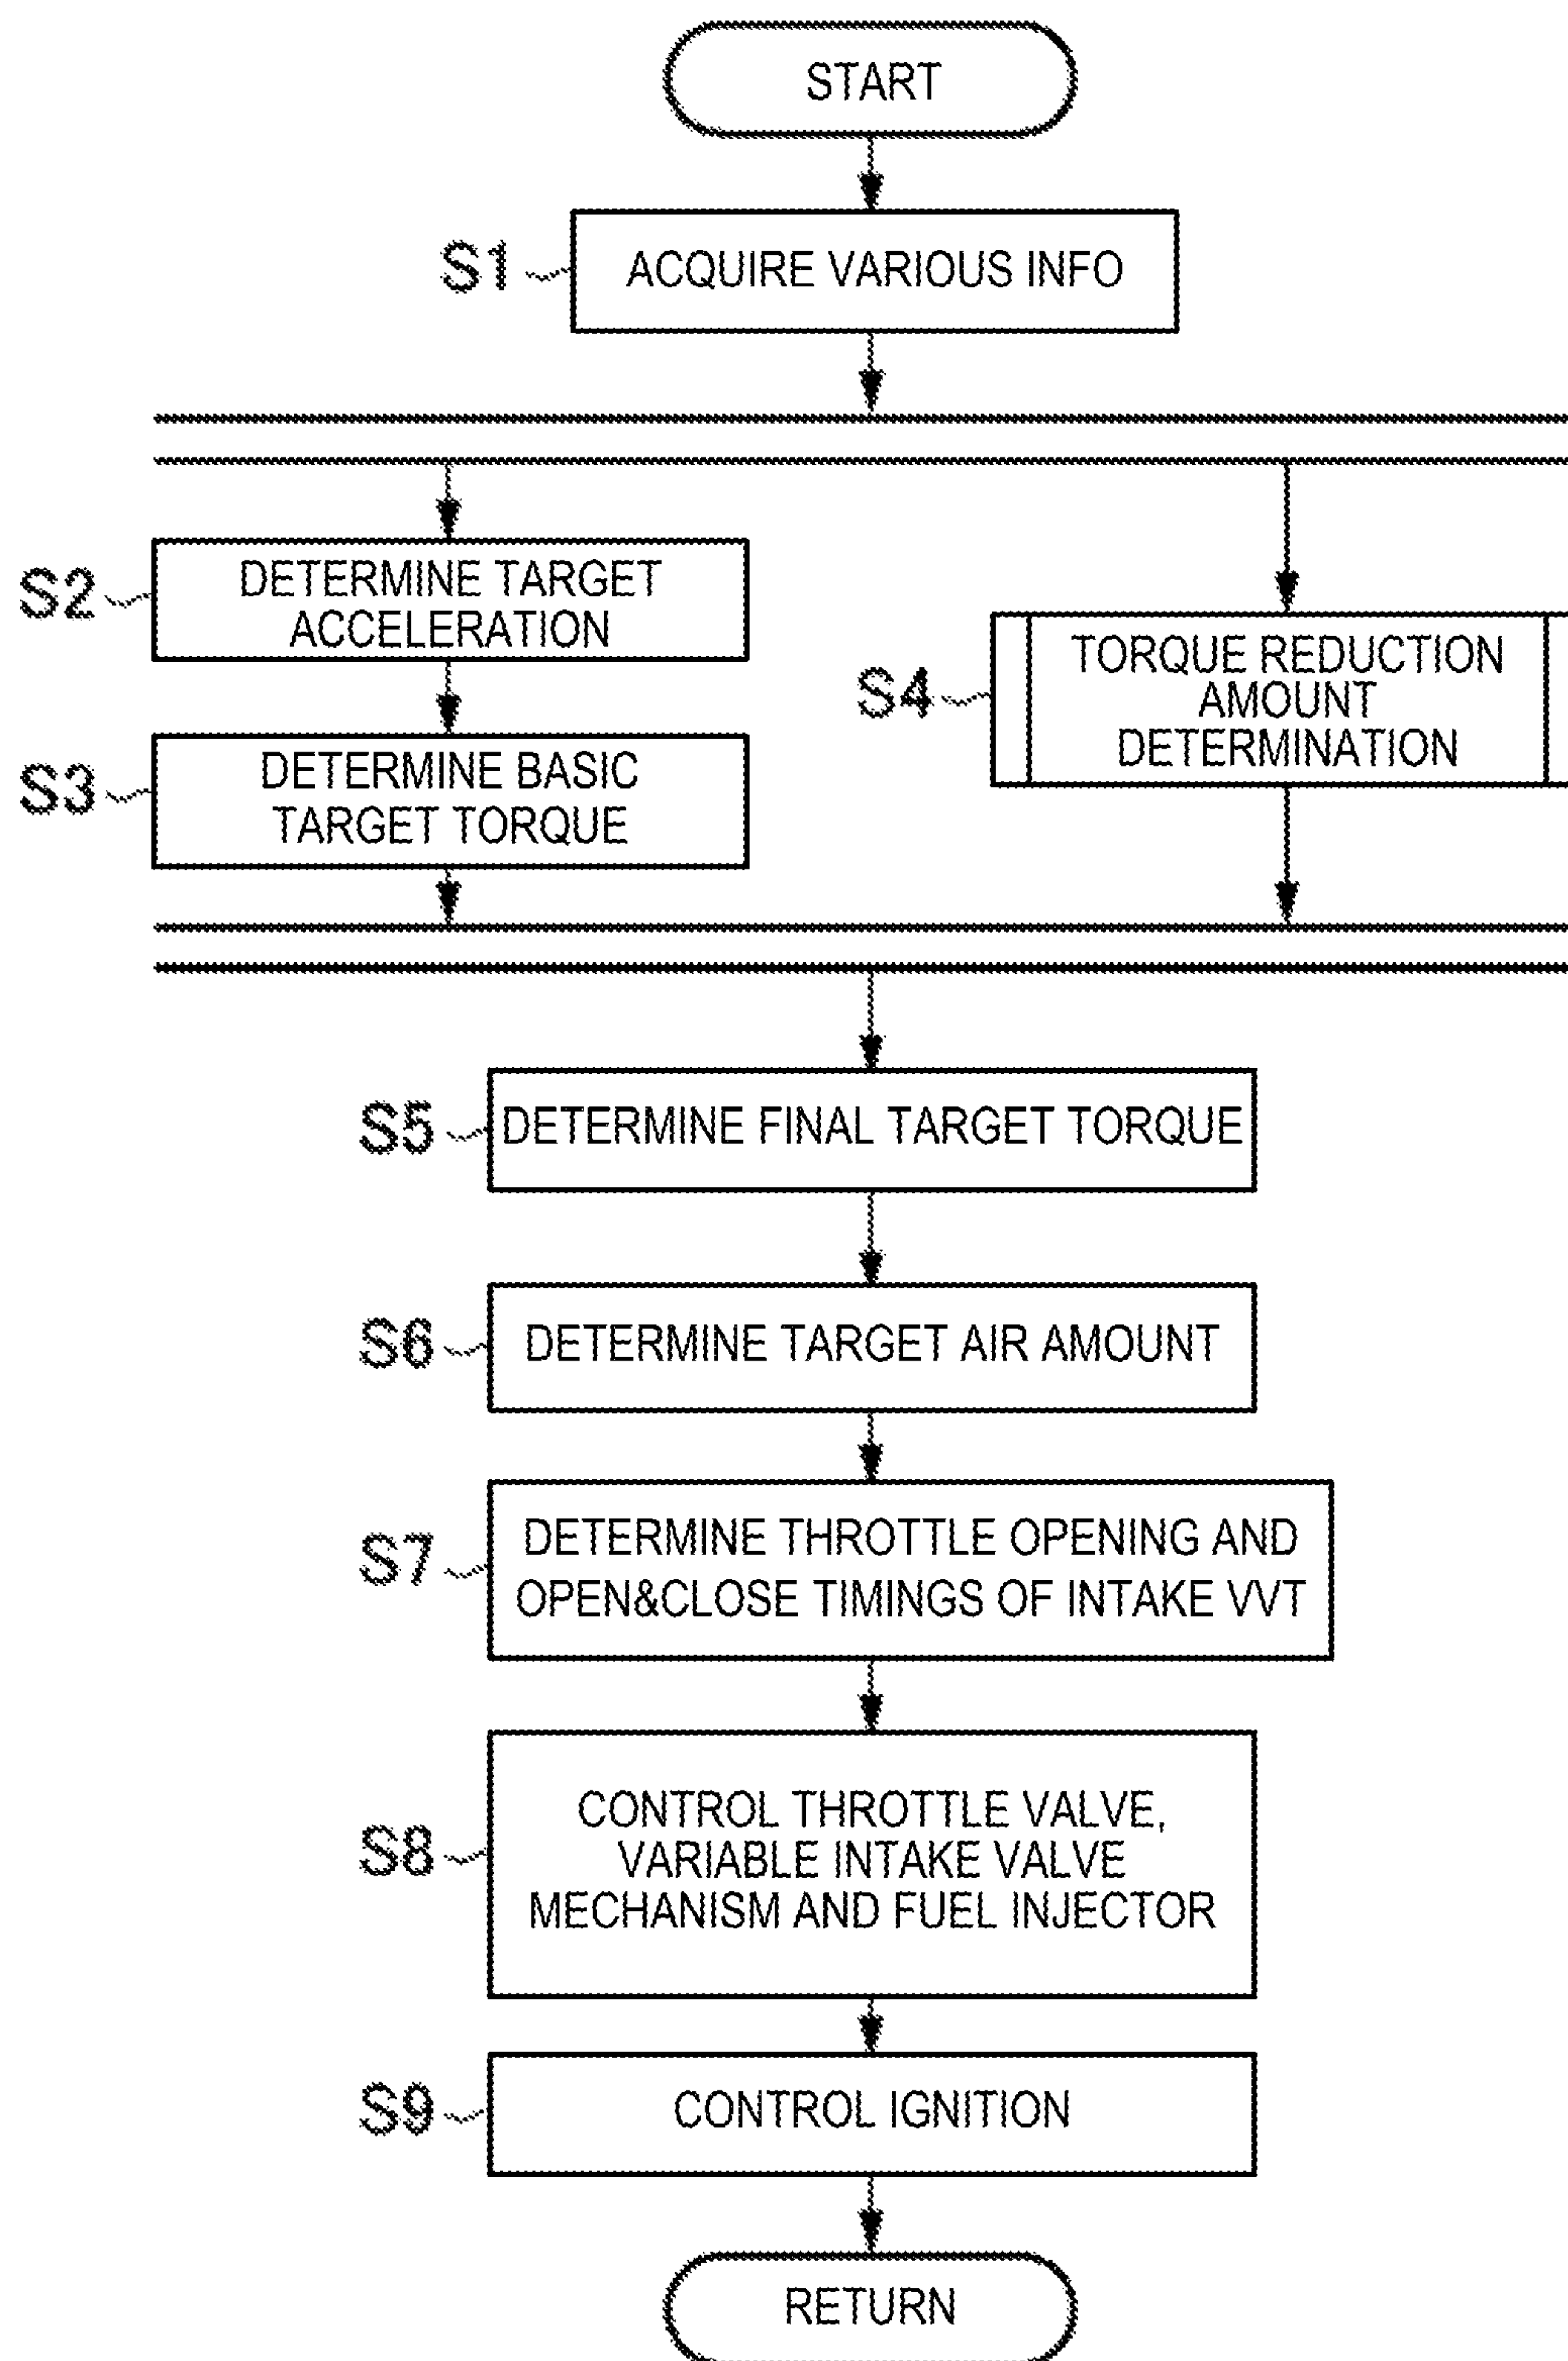 START
S1
ACQUIRE VARIOUS INFO
S2
DETERMINE TARGET
ACCELERATION
S3
DETERMINE BASIC
TARGET TORQUE
S4
TORQUE REDUCTION
AMOUNT
DETERMINATION
S5
DETERMINE FINAL TARGET TORQUE
S6
DETERMINE TARGET AIR AMOUNT
S7
DETERMINE THROTTLE OPENING AND
OPEN&CLOSE TIMINGS OF INTAKE VVT
S8
CONTROL THROTTLE VALVE,
VARIABLE INTAKE VALVE
MECHANISM AND FUEL INJECTOR
S9
CONTROL IGNITION
RETURN